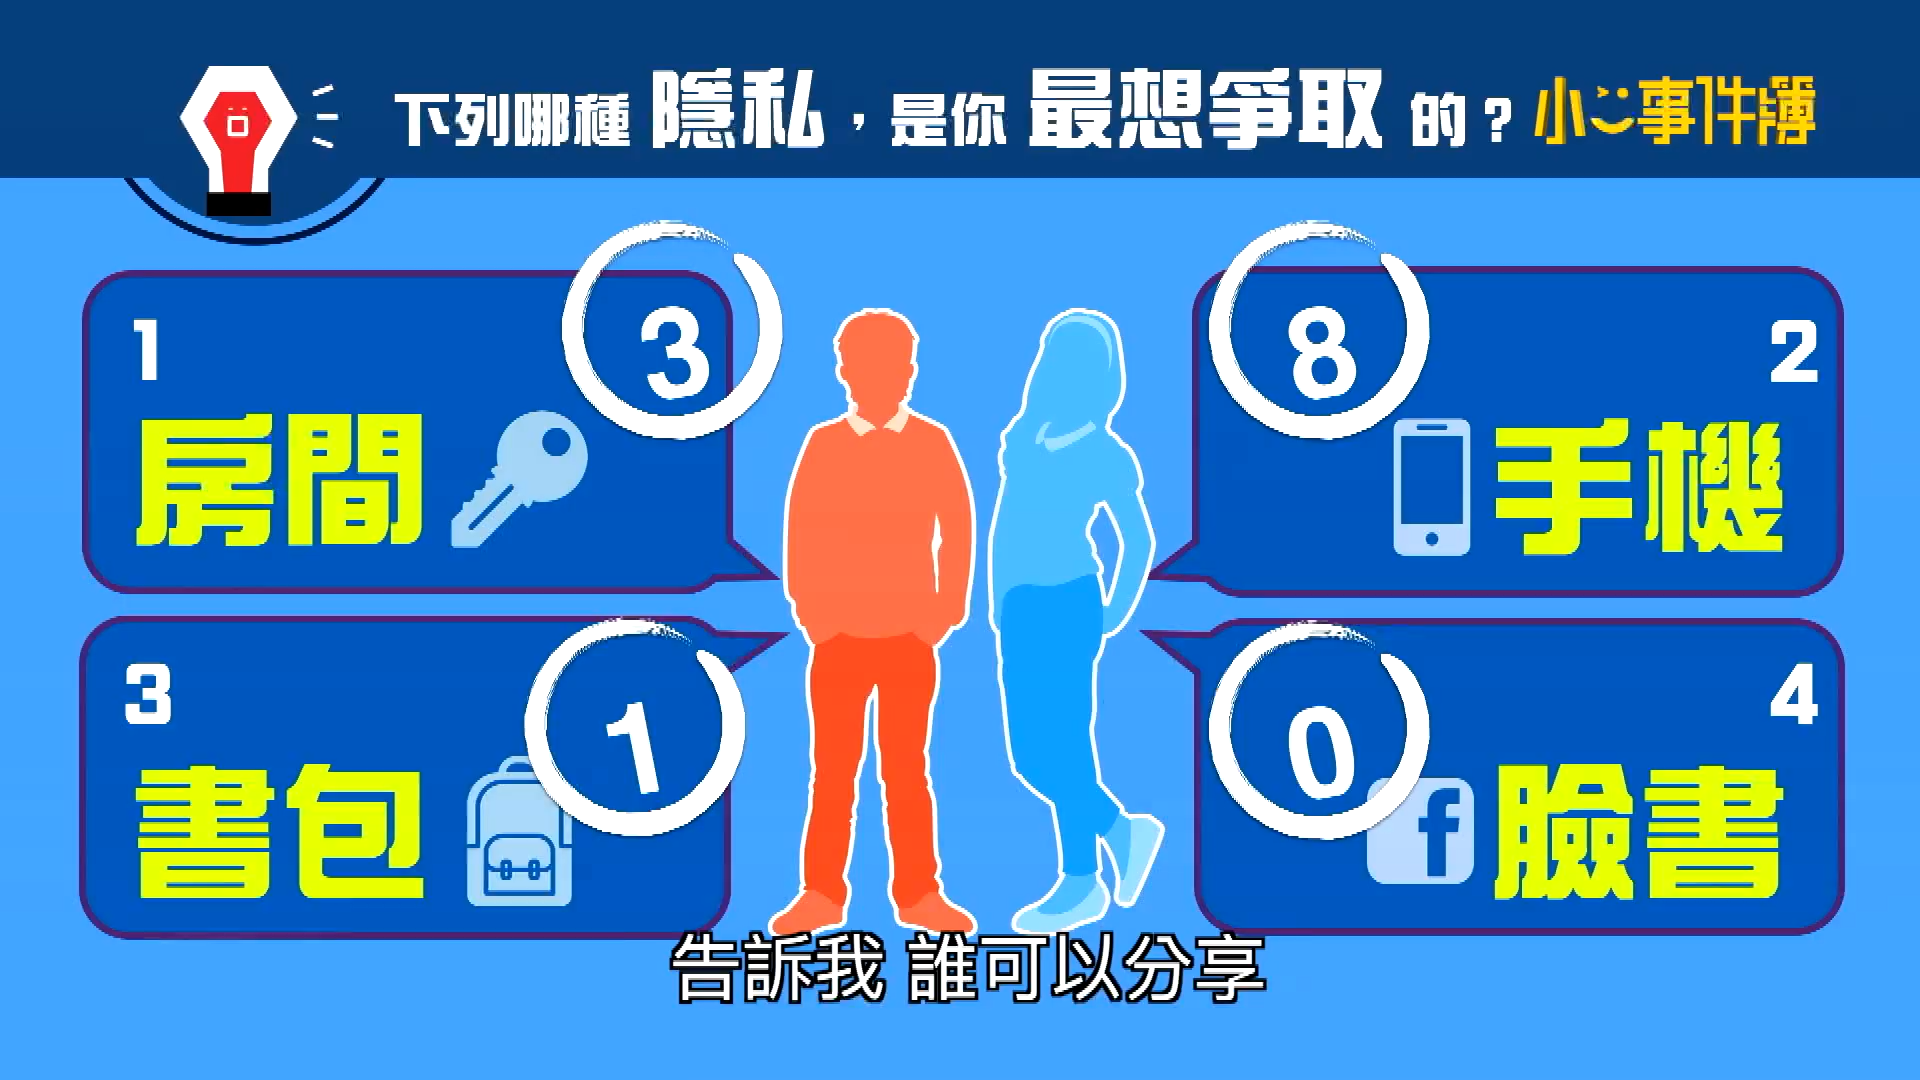 下列哪種 隱私，是你 最想爭取 的？
小事件簿
1
房間
3
2
手機
8
3
書包
1
4
臉書
0
f
告訴我 誰可以分享